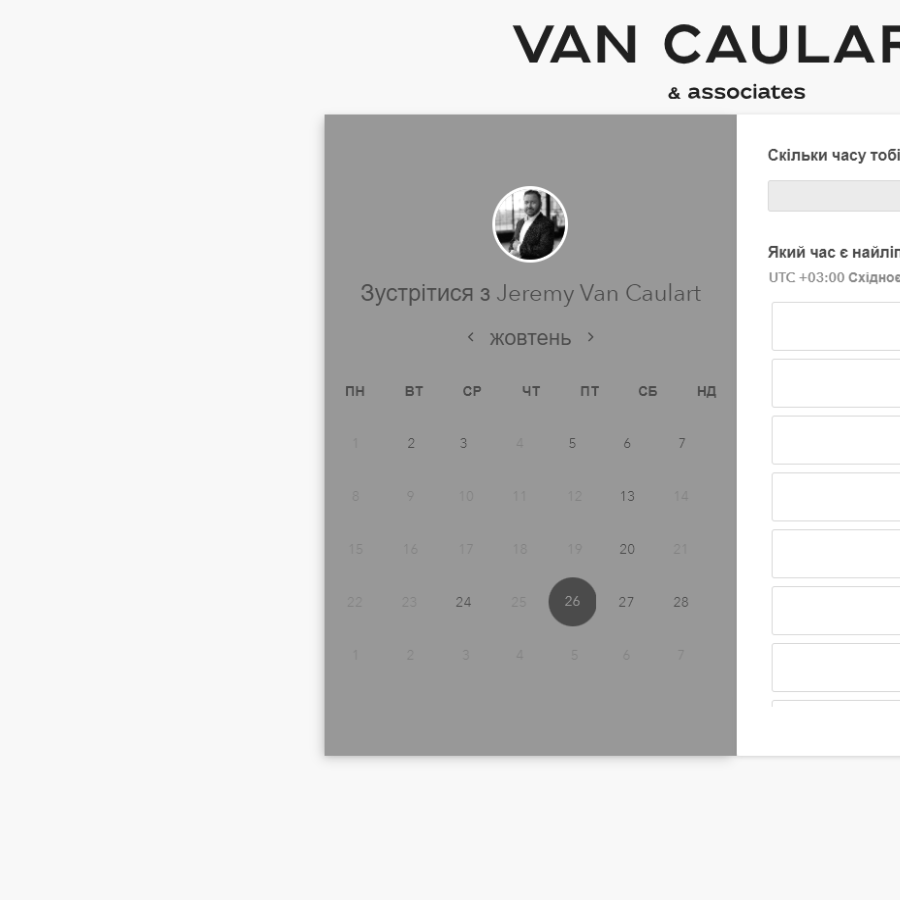 VAN CAULAR
& associates
Скільки часу тобі
Зустрітися з Jeremy Van Caulart
жовтень
ПН ВТ СР ЧТ ПТ СБ НД
1 2 3 4 5 6 7
8 9 10 11 12 13 14
15 16 17 18 19 20 21
22 23 24 25 26 27 28
1 2 3 4 5 6 7
Який час є
UTC +03:00